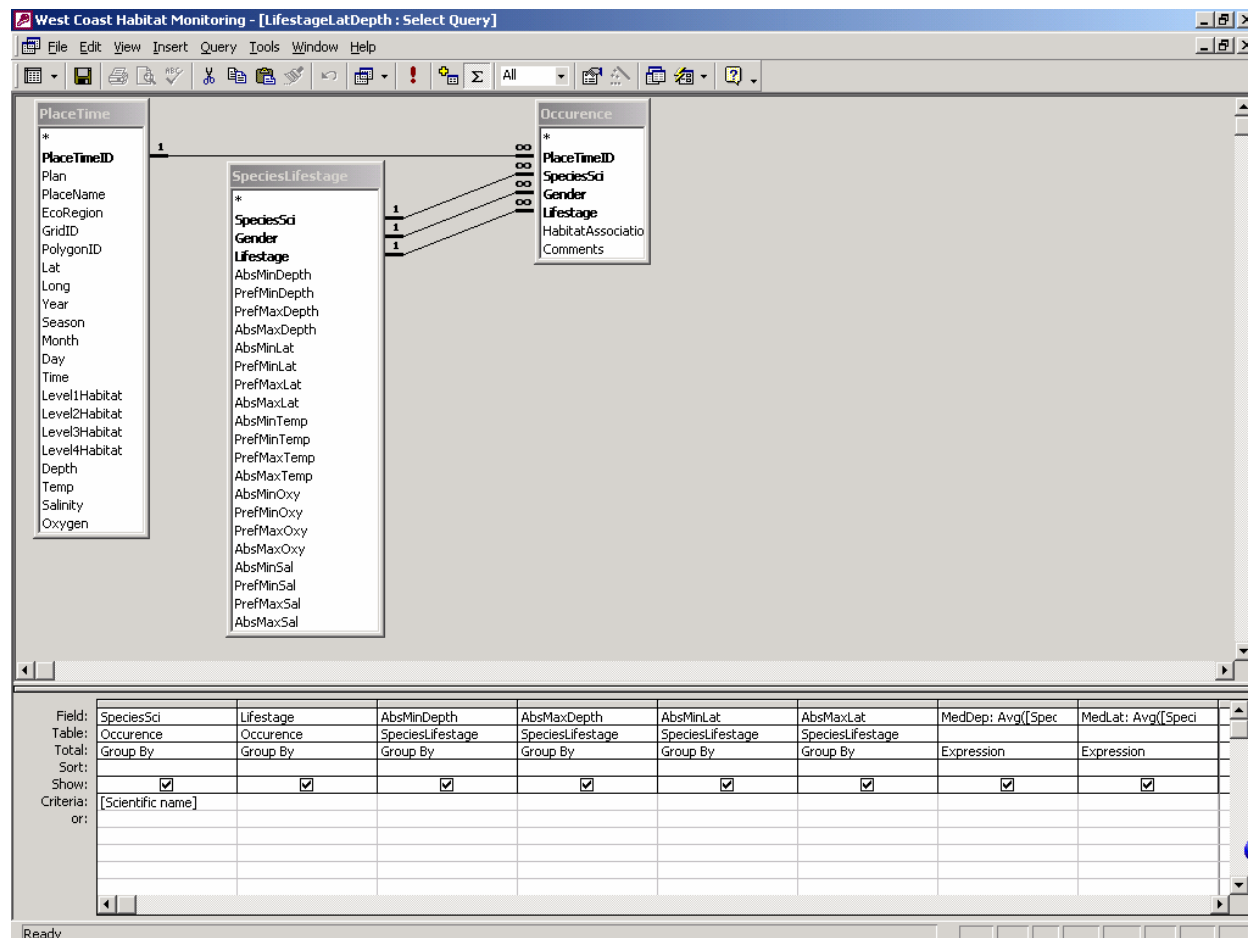 West Coast Habitat Monitoring - [LifestageLatDepth : Select Query]
File Edit View Insert Query Tools Window Help
All
PlaceTime
*
PlaceTimeID
Plan
PlaceName
EcoRegion
GridID
PolygonID
Lat
Long
Year
Season
Month
Day
Time
Level1Habitat
Level2Habitat
Level3Habitat
Level4Habitat
Depth
Temp
Salinity
Oxygen
1
SpeciesLifestage
*
SpeciesSci
Gender
Lifestage
AbsMinDepth
PrefMinDepth
PrefMaxDepth
AbsMaxDepth
AbsMinLat
PrefMinLat
PrefMaxLat
AbsMaxLat
AbsMinTemp
PrefMinTemp
PrefMaxTemp
AbsMaxTemp
AbsMinOxy
PrefMinOxy
PrefMaxOxy
AbsMaxOxy
AbsMinSal
PrefMinSal
PrefMaxSal
AbsMaxSal
1
1
1
∞
∞
∞
∞
Occurence
*
PlaceTimeID
SpeciesSci
Gender
Lifestage
HabitatAssociatio
Comments
Field: SpeciesSci Lifestage AbsMinDepth AbsMaxDepth AbsMinLat AbsMaxLat MedDep: Avg([Spec MedLat: Avg([Speci
Table: Occurence Occurence SpeciesLifestage SpeciesLifestage SpeciesLifestage SpeciesLifestage
Total: Group By Group By Group By Group By Group By Group By Expression Expression
Sort:
Show:
Criteria: [Scientific name]
or:
Ready